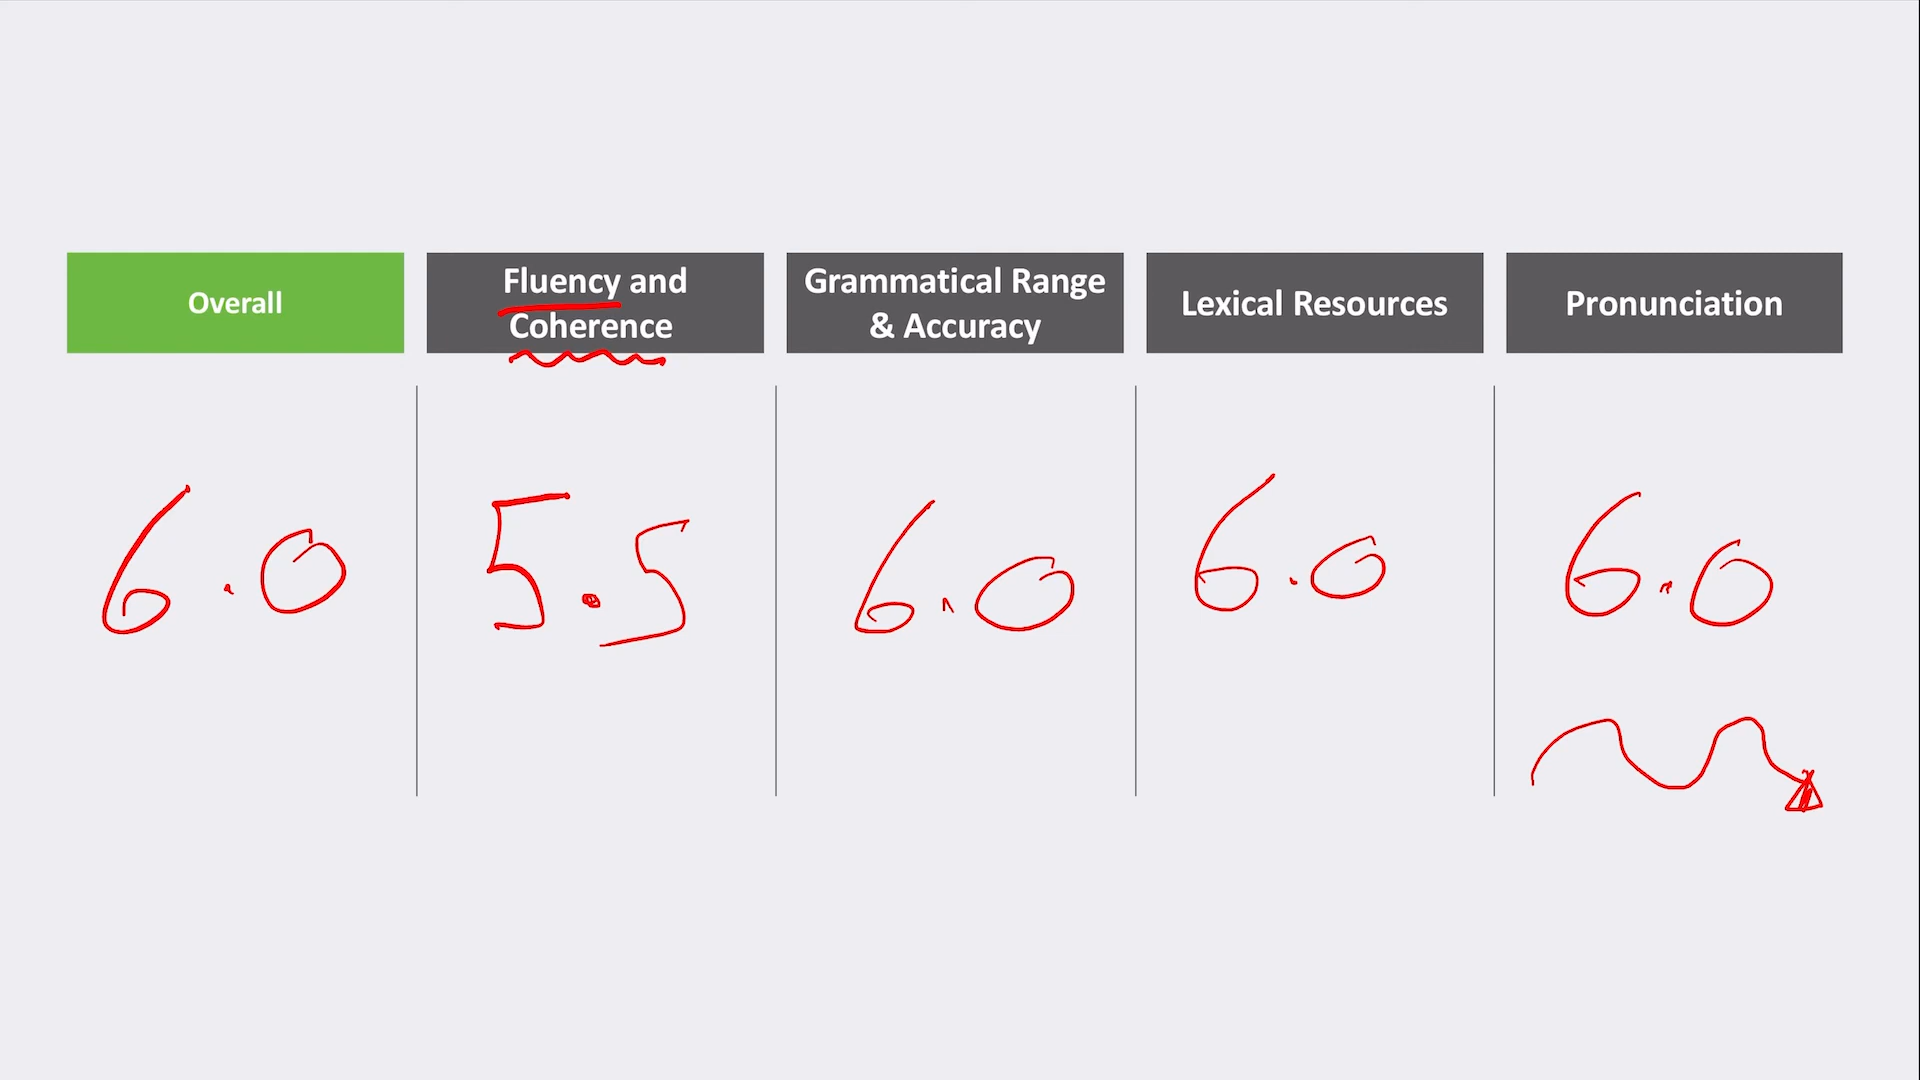 Overall
Fluency and
Coherence
Grammatical Range
& Accuracy
Lexical Resources
Pronunciation
6.0
5.5
6.0
6.0
6.0